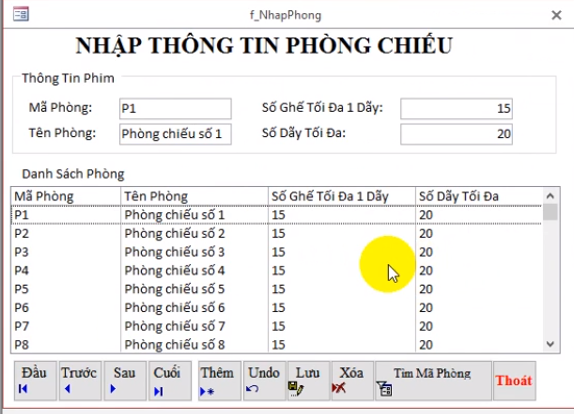 f_NhapPhong
NHẬP THÔNG TIN PHÒNG CHIẾU
Thông Tin Phim
Mã Phòng: P1 Số Ghế Tối Đa 1 Dãy: 15
Tên Phòng: Phòng chiếu số 1 Số Dãy Tối Đa: 20
Danh Sách Phòng
Mã Phòng Tên Phòng Số Ghế Tối Đa 1 Dãy Số Dãy Tối Đa
P1 Phòng chiếu số 1 15 20
P2 Phòng chiếu số 2 15 20
P3 Phòng chiếu số 3 15 20
P4 Phòng chiếu số 4 15 20
P5 Phòng chiếu số 5 15 20
P6 Phòng chiếu số 6 15 20
P7 Phòng chiếu số 7 15 20
P8 Phòng chiếu số 8 15 20
Đầu Trước Sau Cuối Thêm Undo Lưu Xóa Tìm Mã Phòng Thoát